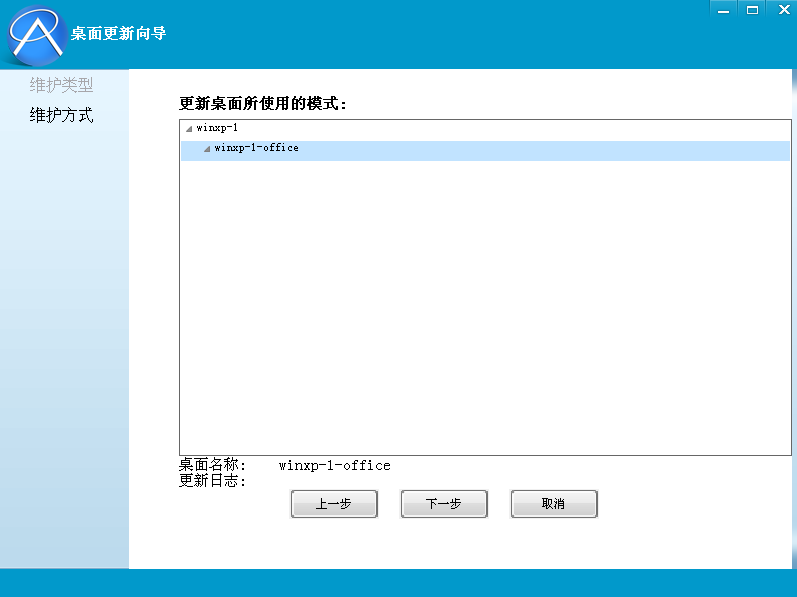 桌面更新向导
维护类型
维护方式
更新桌面所使用的模式:
winxp-1
winxp-1-office
桌面名称: winxp-1-office
更新日志:
上一步 下一步 取消